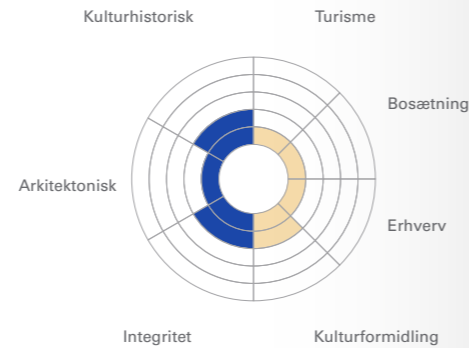 Kulturhistorisk
Turisme
Bosætning
Arkitektonisk
Erhverv
Integritet
Kulturformidling